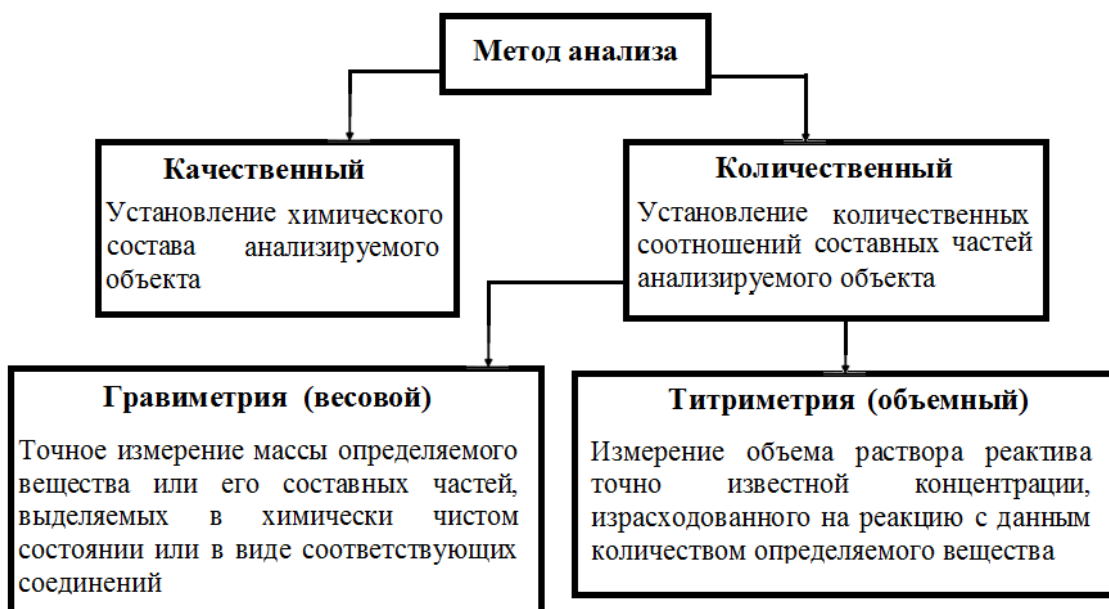 Метод анализа
Качественный
Установление химического
состава анализируемого
объекта
Количественный
Установление количественных
соотношений составных частей
анализируемого объекта
Гравиметрия (весовой)
Точное измерение массы определяемого
вещества или его составных частей,
выделяемых в химически чистом
состоянии или в виде соответствующих
соединений
Титриметрия (объемный)
Измерение объема раствора реактива
точно известной концентрации,
израсходованного на реакцию с данным
количеством определяемого вещества